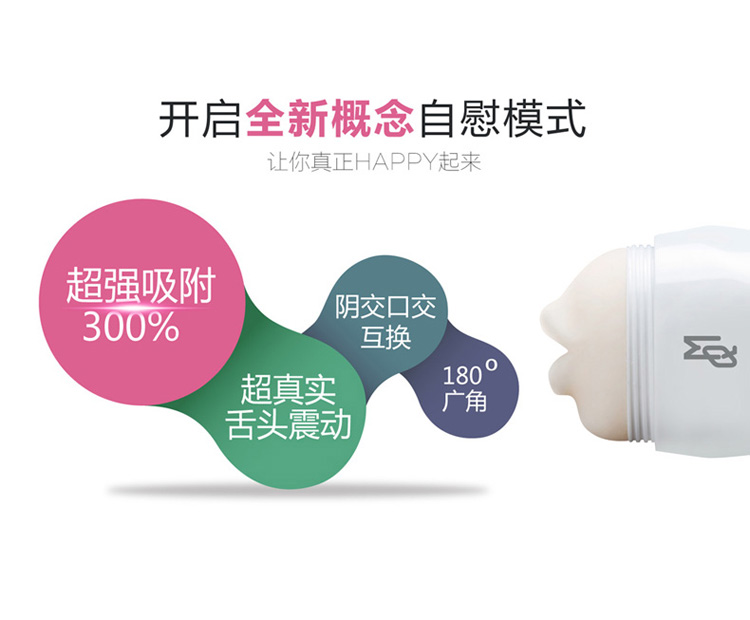 开启全新概念自慰模式
让你真正HAPPY起来
超强吸附
300%
超真实
舌头震动
阴交口交
互换
180°
广角